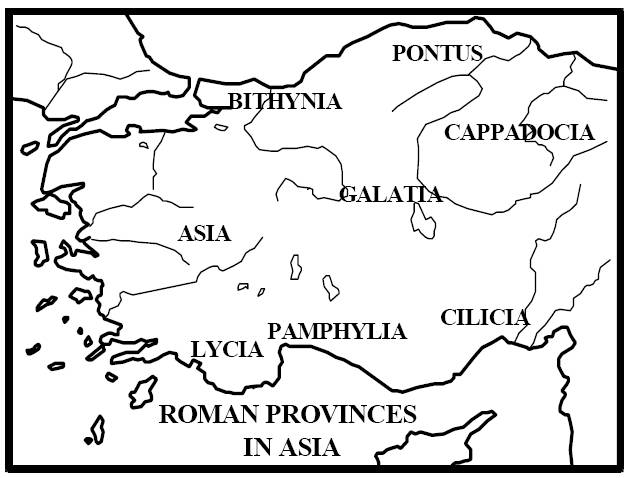 PONTUS
BITHYNIA
CAPPADOCIA
GALATIA
ASIA
CILICIA
PAMPHYLIA
LYCIA
ROMAN PROVINCES
IN ASIA